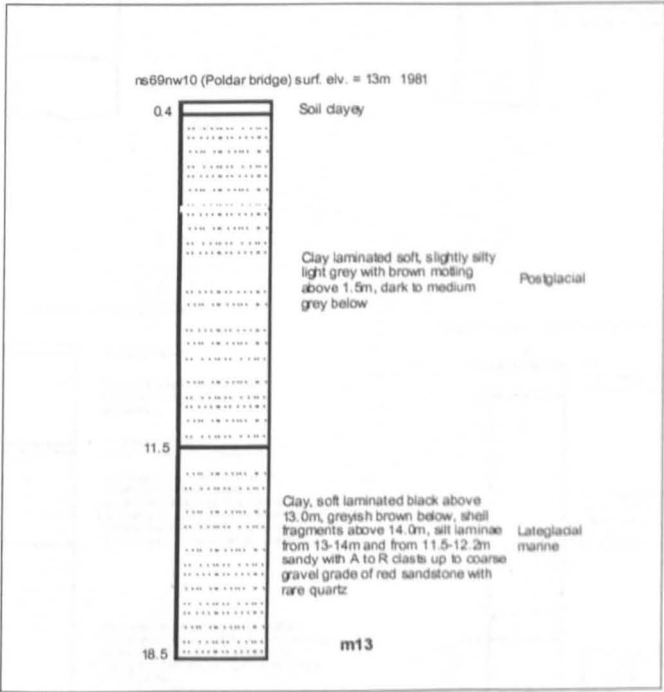 ns69nw10 (Poldar bridge) surf. elv. = 13m 1981
0.4
Soil clayey
Clay laminated soft, slightly silty
light grey with brown motling
above 1.5m, dark to medium
grey below
Postglacial
11.5
Clay, soft laminated black above
13.0m, greyish brown below, shell
fragments above 14.0m, silt laminae
from 13-14m and from 11.5-12.2m
sandy with A to R clasts up to coarse
gravel grade of red sandstone with
rare quartz
Lateglacial
marine
18.5
m13